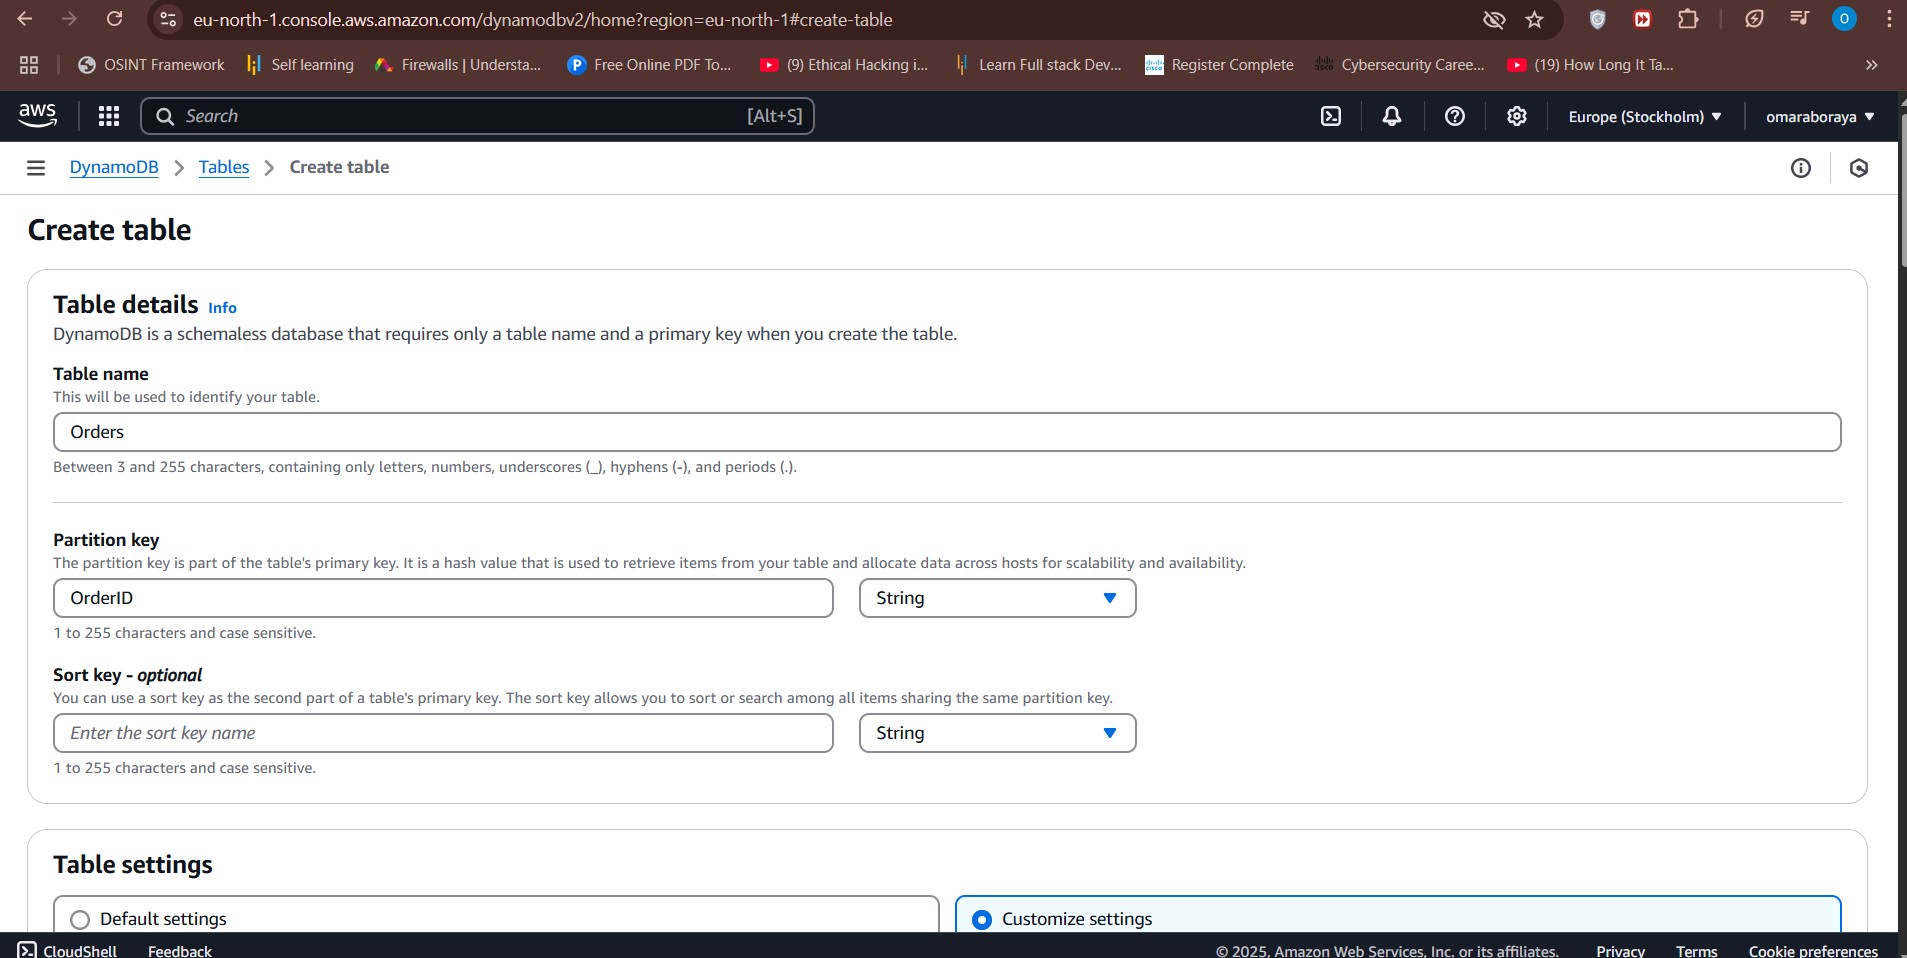 eu-north-1.console.aws.amazon.com/dynamodbv2/home?region=eu-north-1#create-table
O
OSINT Framework
Self learning
Firewalls | Understa...
P
Free Online PDF To...
(9) Ethical Hacking i...
Learn Full stack Dev...
Register Complete
Cybersecurity Caree...
(19) How Long It Ta...
aws
Search
[Alt+S]
Europe (Stockholm)
omaraboraya
DynamoDB
Tables
Create table
Create table
Table details Info
DynamoDB is a schemaless database that requires only a table name and a primary key when you create the table.
Table name
This will be used to identify your table.
Orders
Between 3 and 255 characters, containing only letters, numbers, underscores (_), hyphens (-), and periods (.).
Partition key
The partition key is part of the table's primary key. It is a hash value that is used to retrieve items from your table and allocate data across hosts for scalability and availability.
OrderID
String
1 to 255 characters and case sensitive.
Sort key - optional
You can use a sort key as the second part of a table's primary key. The sort key allows you to sort or search among all items sharing the same partition key.
Enter the sort key name
String
1 to 255 characters and case sensitive.
Table settings
Default settings
Customize settings
CloudShell
Feedback
© 2025, Amazon Web Services, Inc. or its affiliates.
Privacy
Terms
Cookie preferences